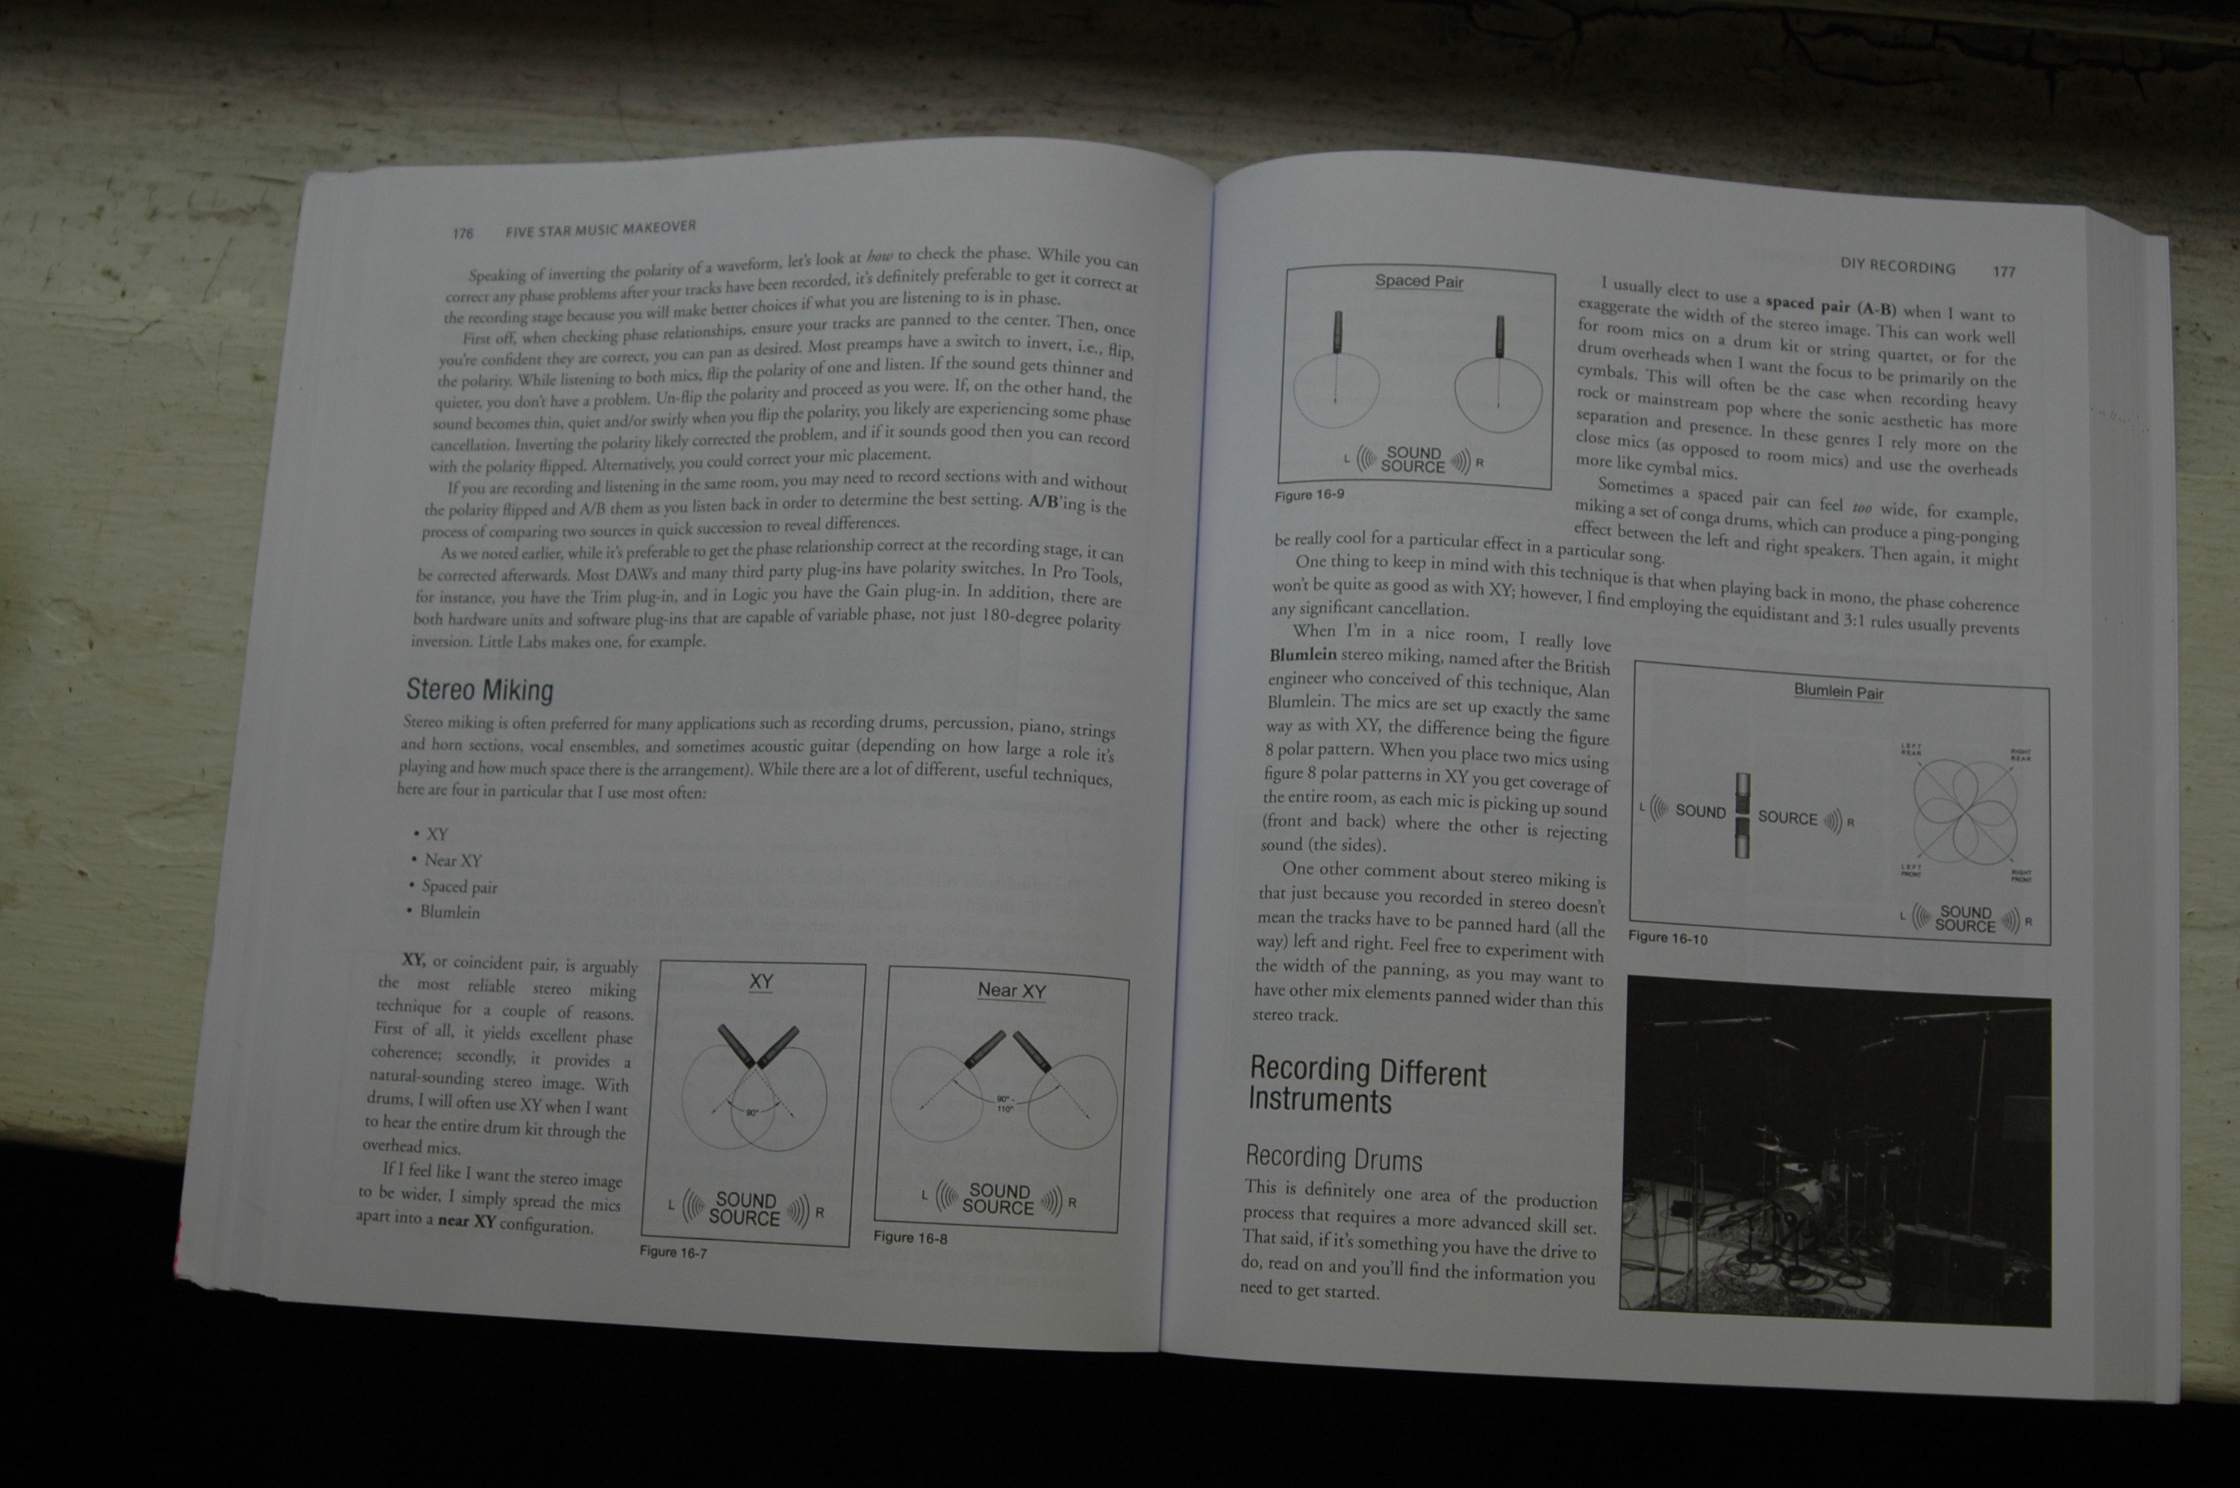 176 FIVE STAR MUSIC MAKEOVER
Speaking of inverting the polarity of a waveform, let's look at how to check the phase. While you can
correct any phase problems after your tracks have been recorded, it's definitely preferable to get it correct at
the recording stage because you will make better choices if what you are listening to is in phase.
First off, when checking phase relationships, ensure your tracks are panned to the center. Then, once
you're confident they are correct, you can pan as desired. Most preamps have a switch to invert, i.e., flip,
the polarity. While listening to both mics, flip the polarity of one and listen. If the sound gets thinner and
quieter, you don't have a problem. Un-flip the polarity and proceed as you were. If, on the other hand, the
sound becomes thin, quiet and/or swirly when you flip the polarity, you likely are experiencing some phase
cancellation. Inverting the polarity likely corrected the problem, and if it sounds good then you can record
with the polarity flipped. Alternatively, you could correct your mic placement.
If you are recording and listening in the same room, you may need to record sections with and without
the polarity flipped and A/B them as you listen back in order to determine the best setting. A/B'ing is the
process of comparing two sources in quick succession to reveal differences.
As we noted earlier, while it's preferable to get the phase relationship correct at the recording stage, it can
be corrected afterwards. Most DAWs and many third party plug-ins have polarity switches. In Pro Tools,
for instance, you have the Trim plug-in, and in Logic you have the Gain plug-in. In addition, there are
both hardware units and software plug-ins that are capable of variable phase, not just 180-degree polarity
inversion. Little Labs makes one, for example.
Stereo Miking
Stereo miking is often preferred for many applications such as recording drums, percussion, piano, strings
and horn sections, vocal ensembles, and sometimes acoustic guitar (depending on how large a role it's
playing and how much space there is the arrangement). While there are a lot of different, useful techniques,
here are four in particular that I use most often:
• XY
• Near XY
• Spaced pair
• Blumlein
XY, or coincident pair, is arguably
the most reliable stereo miking
technique for a couple of reasons.
First of all, it yields excellent phase
coherence; secondly, it provides a
natural-sounding stereo image. With
drums, I will often use XY when I want
to hear the entire drum kit through the
overhead mics.
If I feel like I want the stereo image
to be wider, I simply spread the mics
apart into a near XY configuration.
XY
90°
L SOUND R
SOURCE
Figure 16-7
Near XY
90° -
110°
L SOUND R
SOURCE
Figure 16-8
DIY RECORDING 177
Spaced Pair
L SOUND R
SOURCE
Figure 16-9
I usually elect to use a spaced pair (A-B) when I want to
exaggerate the width of the stereo image. This can work well
for room mics on a drum kit or string quartet, or for the
drum overheads when I want the focus to be primarily on the
cymbals. This will often be the case when recording heavy
rock or mainstream pop where the sonic aesthetic has more
separation and presence. In these genres I rely more on the
close mics (as opposed to room mics) and use the overheads
more like cymbal mics.
Sometimes a spaced pair can feel too wide, for example,
miking a set of conga drums, which can produce a ping-ponging
effect between the left and right speakers. Then again, it might
be really cool for a particular effect in a particular song.
One thing to keep in mind with this technique is that when playing back in mono, the phase coherence
won't be quite as good as with XY; however, I find employing the equidistant and 3:1 rules usually prevents
any significant cancellation.
When I'm in a nice room, I really love
Blumlein stereo miking, named after the British
engineer who conceived of this technique, Alan
Blumlein. The mics are set up exactly the same
way as with XY, the difference being the figure
8 polar pattern. When you place two mics using
figure 8 polar patterns in XY you get coverage of
the entire room, as each mic is picking up sound
(front and back) where the other is rejecting
sound (the sides).
One other comment about stereo miking is
that just because you recorded in stereo doesn't
mean the tracks have to be panned hard (all the
way) left and right. Feel free to experiment with
the width of the panning, as you may want to
have other mix elements panned wider than this
stereo track.
Blumlein Pair
LEFT REAR
RIGHT REAR
L SOUND SOURCE R
LEFT FRONT
RIGHT FRONT
L SOUND R
SOURCE
Figure 16-10
Recording Different
Instruments
Recording Drums
This is definitely one area of the production
process that requires a more advanced skill set.
That said, if it's something you have the drive to
do, read on and you'll find the information you
need to get started.